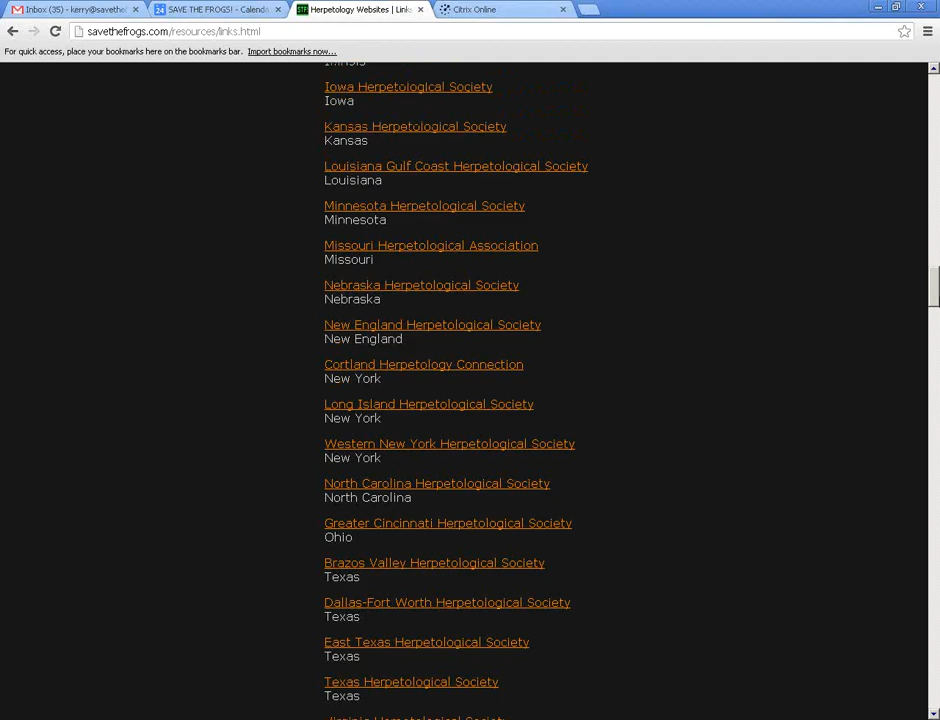 Inbox (35) - kerry@savethef
SAVE THE FROGS! - Calenda
Herpetology Websites | Link
Citrix Online
savethefrogs.com/resources/links.html
For quick access, place your bookmarks here on the bookmarks bar. Import bookmarks now...
Illinois
Iowa Herpetological Society
Iowa
Kansas Herpetological Society
Kansas
Louisiana Gulf Coast Herpetological Society
Louisiana
Minnesota Herpetological Society
Minnesota
Missouri Herpetological Association
Missouri
Nebraska Herpetological Society
Nebraska
New England Herpetological Society
New England
Cortland Herpetology Connection
New York
Long Island Herpetological Society
New York
Western New York Herpetological Society
New York
North Carolina Herpetological Society
North Carolina
Greater Cincinnati Herpetological Society
Ohio
Brazos Valley Herpetological Society
Texas
Dallas-Fort Worth Herpetological Society
Texas
East Texas Herpetological Society
Texas
Texas Herpetological Society
Texas
Virginia Herpetological Society